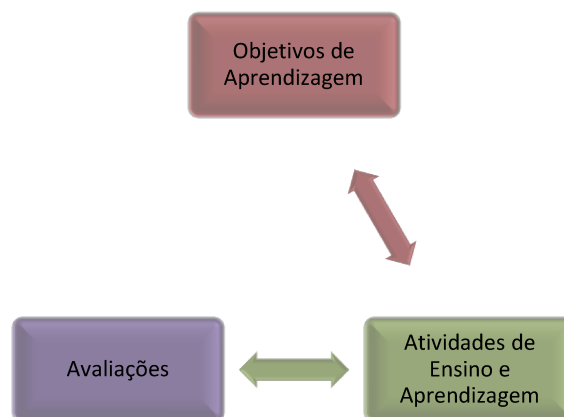 Objetivos de
Aprendizagem
Avaliações
Atividades de
Ensino e
Aprendizagem